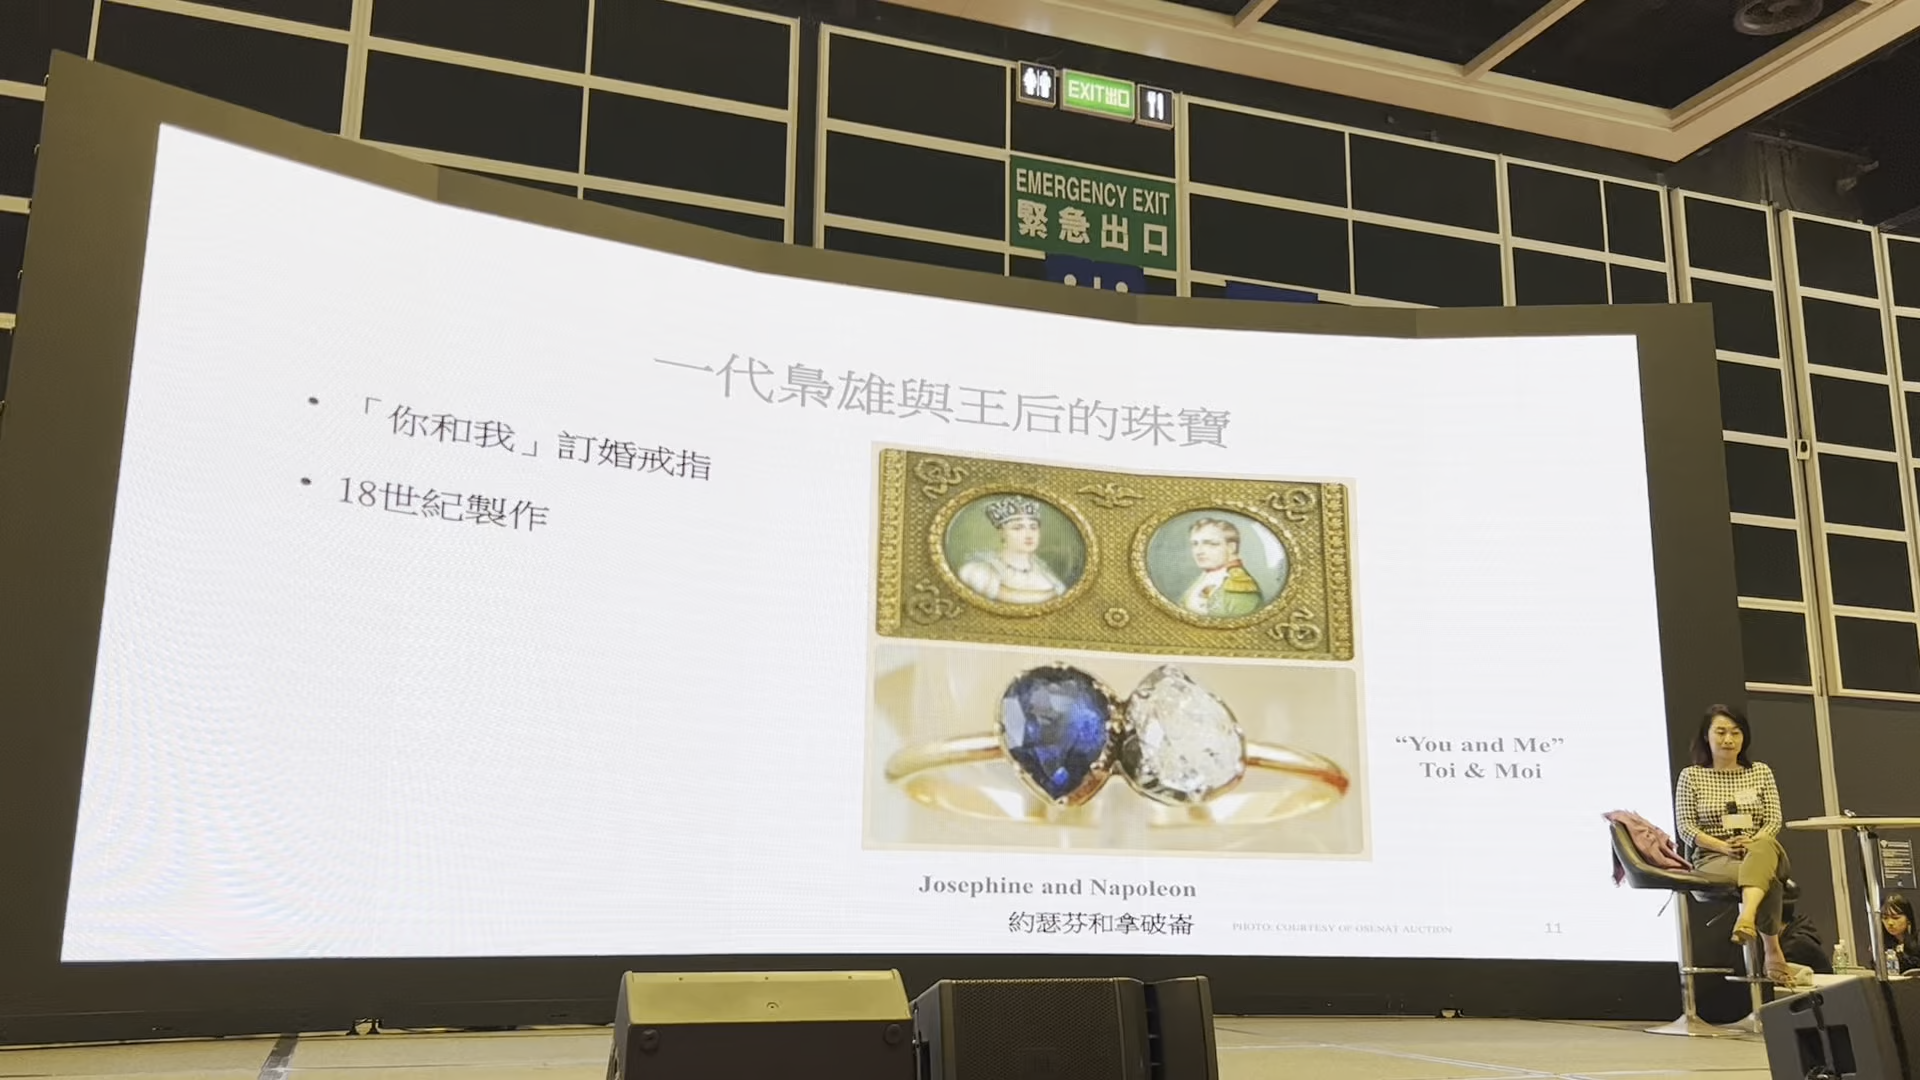 EXIT出口
EMERGENCY EXIT
緊急出口
一代梟雄與王后的珠寶
• 「你和我」訂婚戒指
• 18世紀製作
“You and Me”
Toi & Moi
Josephine and Napoleon
約瑟芬和拿破崙
PHOTO: COURTESY OF OSENAT AUCTION
11